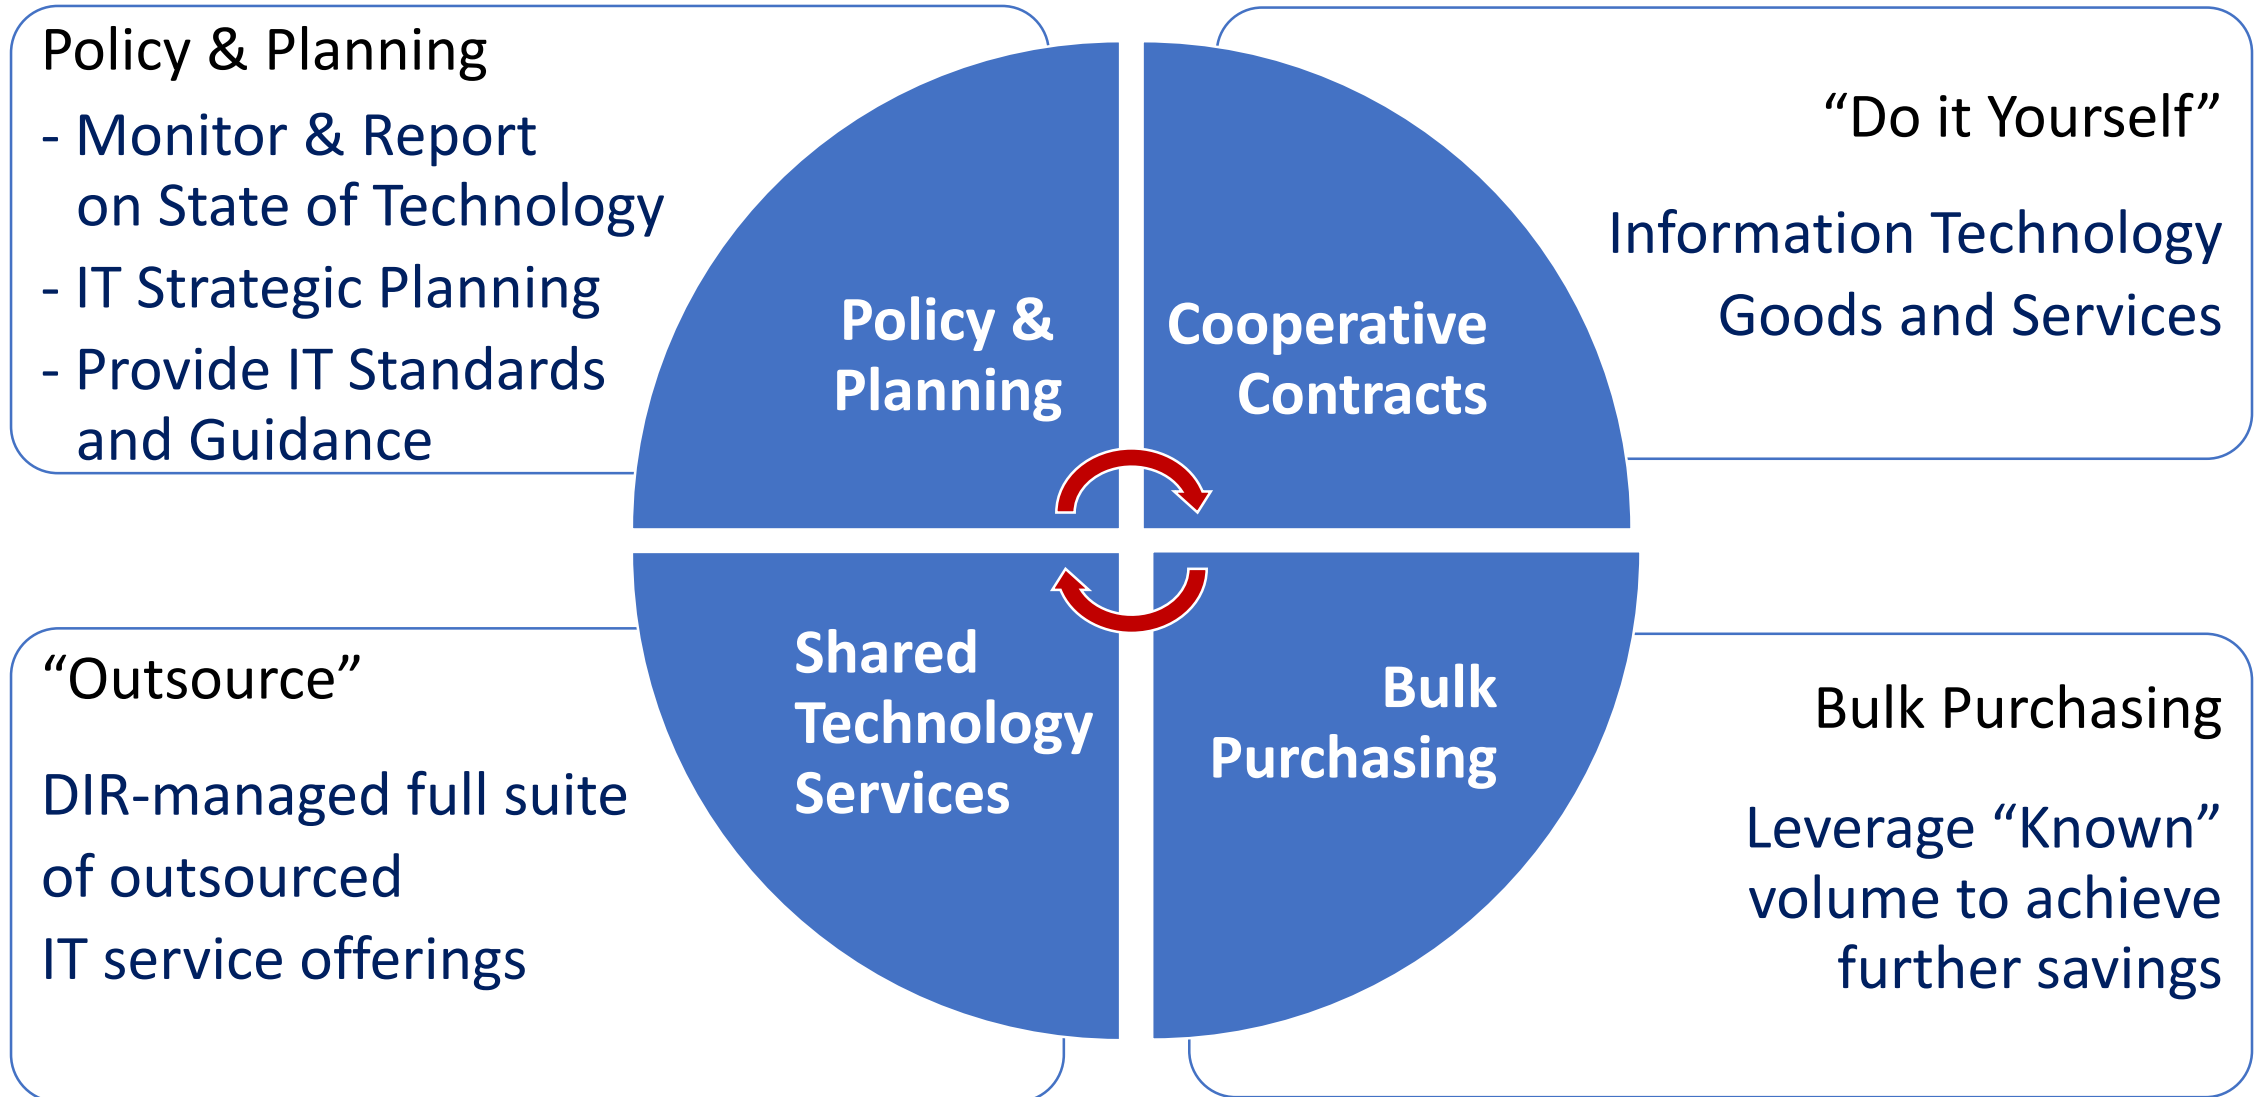 Policy & Planning
- Monitor & Report
on State of Technology
- IT Strategic Planning
- Provide IT Standards
and Guidance
Policy &
Planning
Cooperative
Contracts
“Do it Yourself”
Information Technology
Goods and Services
“Outsource”
DIR-managed full suite
of outsourced
IT service offerings
Shared
Technology
Services
Bulk
Purchasing
Bulk Purchasing
Leverage “Known”
volume to achieve
further savings